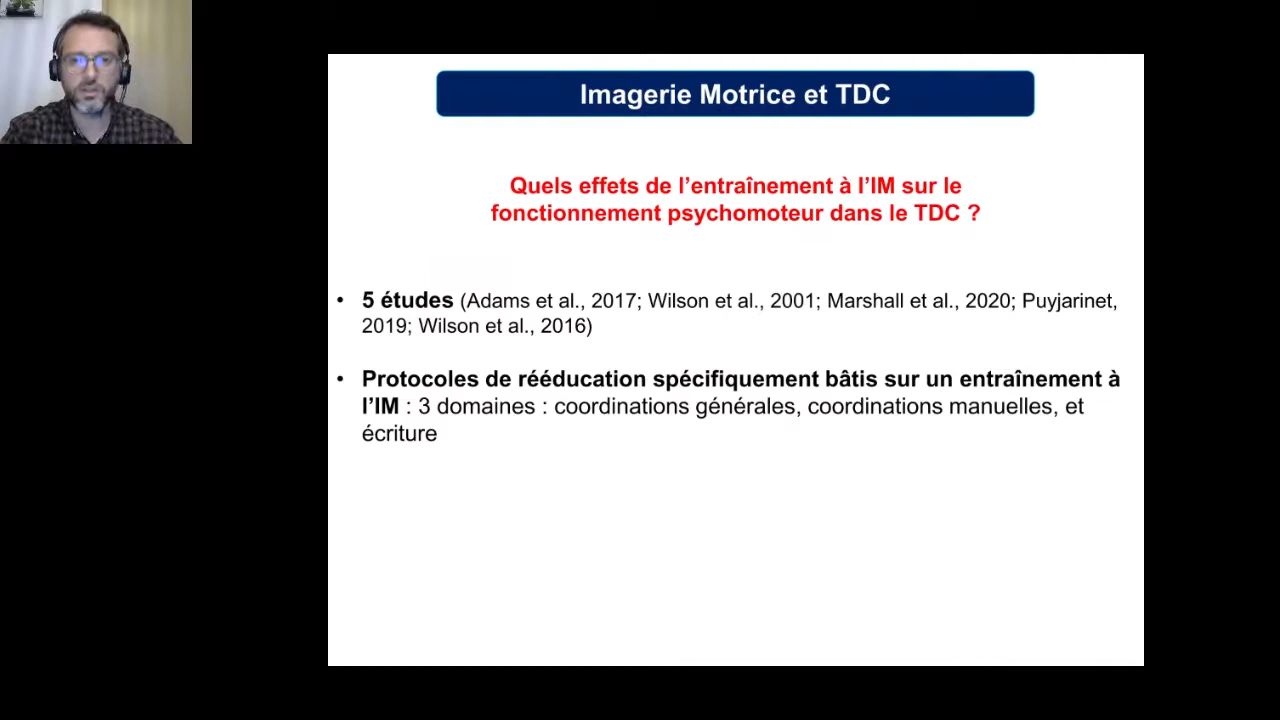 Imagerie Motrice et TDC
Quels effets de l’entraînement à l’IM sur le
fonctionnement psychomoteur dans le TDC ?
• 5 études (Adams et al., 2017; Wilson et al., 2001; Marshall et al., 2020; Puyjarinet,
2019; Wilson et al., 2016)
• Protocoles de rééducation spécifiquement bâtis sur un entraînement à
l’IM : 3 domaines : coordinations générales, coordinations manuelles, et
écriture